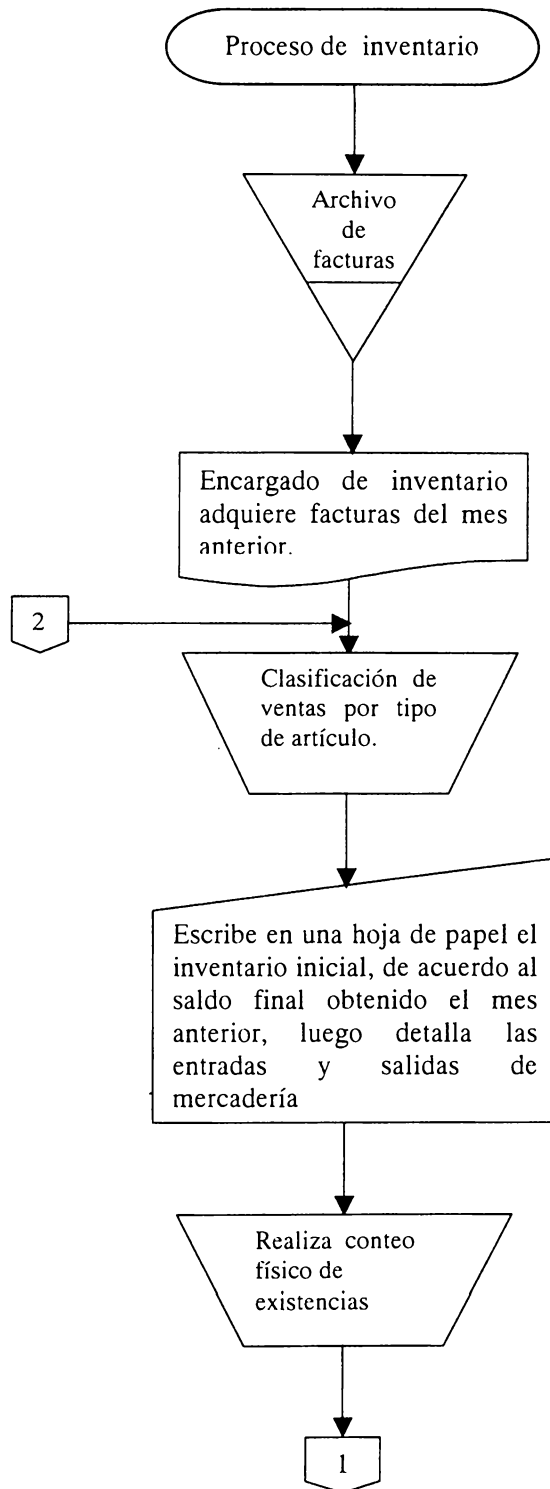 Proceso de inventario
Archivo
de
facturas
Encargado de inventario
adquiere facturas del mes
anterior.
2
Clasificación de
ventas por tipo
de artículo.
Escribe en una hoja de papel el
inventario inicial, de acuerdo al
saldo final obtenido el mes
anterior, luego detalla las
entradas y salidas de
mercadería
Realiza conteo
físico de
existencias
1